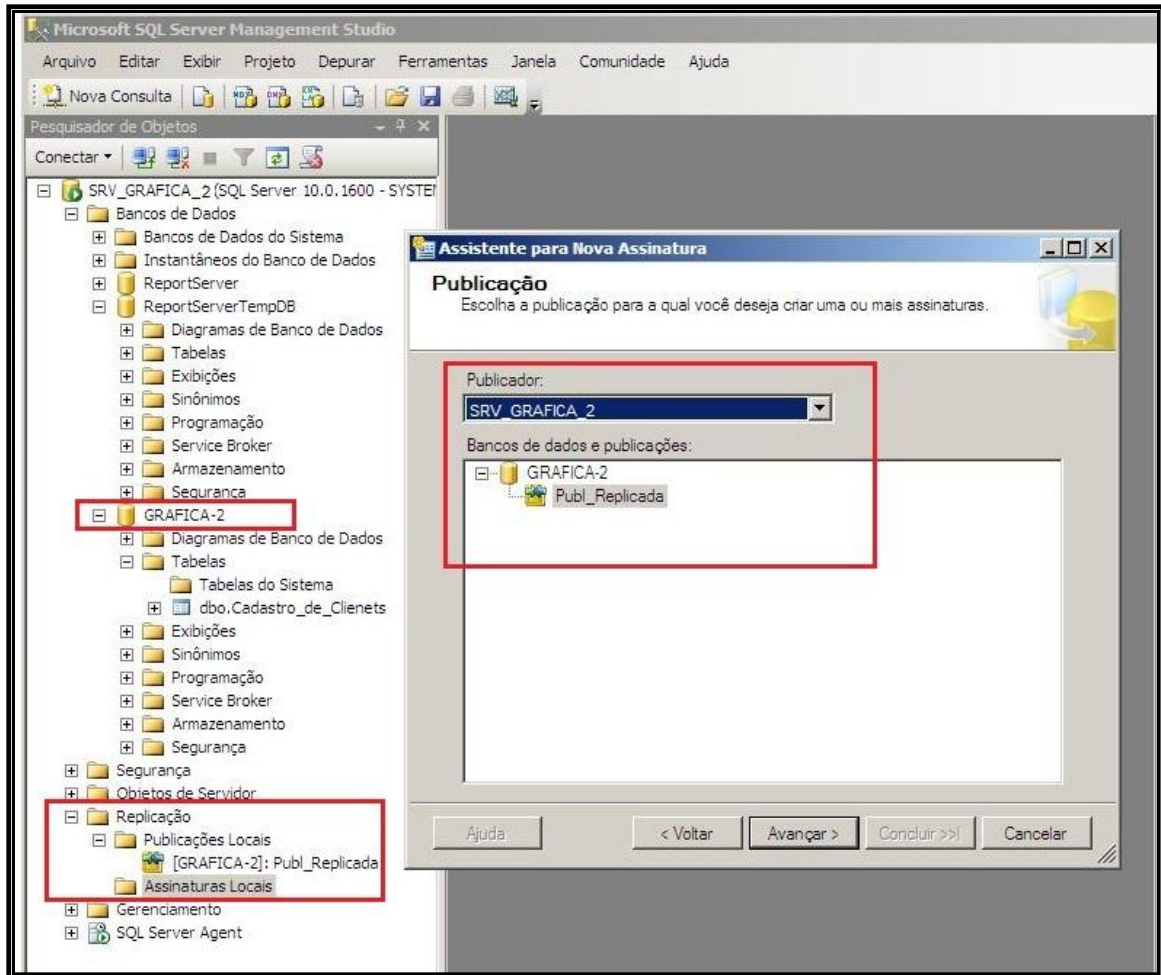 Microsoft SQL Server Management Studio
Arquivo Editar Exibir Projeto Depurar Ferramentas Janela Comunidade Ajuda
Nova Consulta
Pesquisador de Objetos
Conectar
SRV_GRAFICA_2 (SQL Server 10.0.1600 - SYSTE
Bancos de Dados
Bancos de Dados do Sistema
Instantâneos do Banco de Dados
ReportServer
ReportServerTempDB
Diagramas de Banco de Dados
Tabelas
Exibições
Sinônimos
Programação
Service Broker
Armazenamento
Segurança
GRAFICA-2
Diagramas de Banco de Dados
Tabelas
Tabelas do Sistema
dbo.Cadastro_de_Clienets
Exibições
Sinônimos
Programação
Service Broker
Armazenamento
Segurança
Segurança
Objetos de Servidor
Replicação
Publicações Locais
[GRAFICA-2]: Publ_Replicada
Assinaturas Locais
Gerenciamento
SQL Server Agent
Assistente para Nova Assinatura
Publicação
Escolha a publicação para a qual você deseja criar uma ou mais assinaturas.
Publicador:
SRV_GRAFICA_2
Bancos de dados e publicações:
GRAFICA-2
Publ_Replicada
Ajuda < Voltar Avançar > Concluir >>| Cancelar